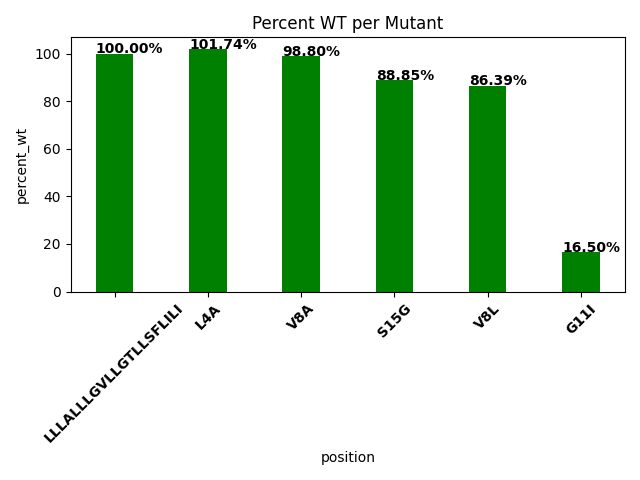 Percent WT per Mutant
percent_wt
100
80
60
40
20
0
100.00%
101.74%
98.80%
88.85%
86.39%
16.50%
LLLALLLGVLLGTLLSFLILI
L4A
V8A
S15G
V8L
G11I
position